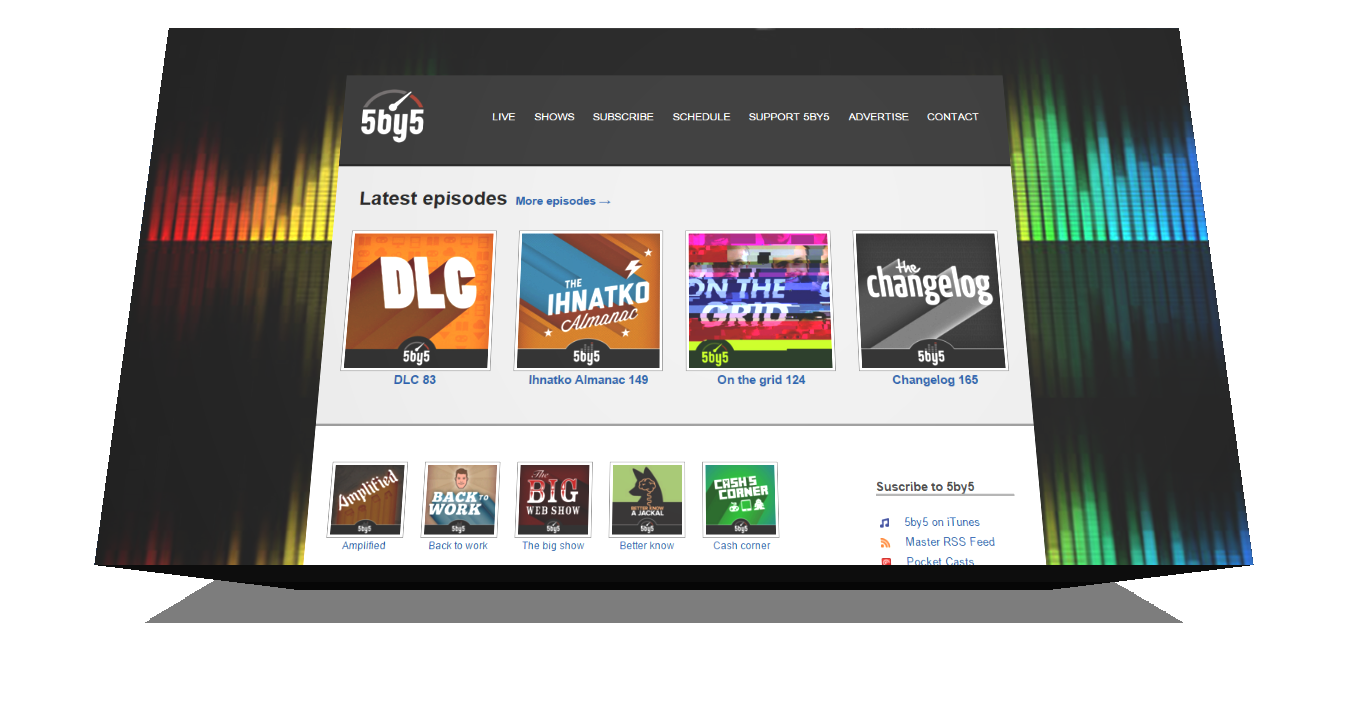 5by5
LIVE SHOWS SUBSCRIBE SCHEDULE SUPPORT 5BY5 ADVERTISE CONTACT
Latest episodes More episodes →
DLC
5by5
DLC 83
THE
IHNATKO
Almanac
5by5
Ihnatko Almanac 149
ON THE
GRID
5by5
On the grid 124
the
changelog
5by5
Changelog 165
Amplified
5by5
Amplified
BACK TO
WORK
5by5
Back to work
The
BIG
WEB SHOW
5by5
The big show
BETTER KNOW
A JACKAL
5by5
Better know
CASH'S
CORNER
5by5
Cash corner
Suscribe to 5by5
5by5 on iTunes
Master RSS Feed
Pocket Casts